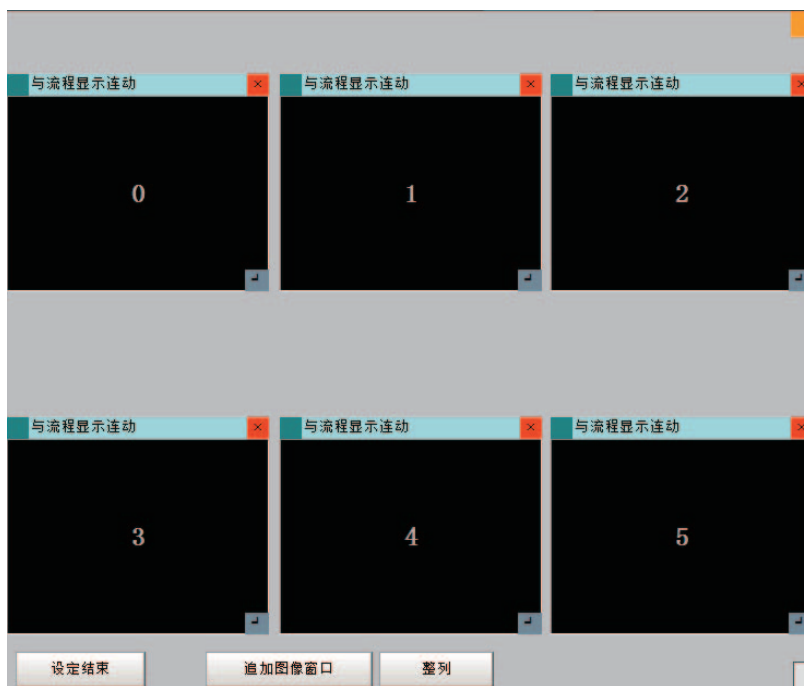 与流程显示连动 × 与流程显示连动 × 与流程显示连动 ×
0 1 2
与流程显示连动 × 与流程显示连动 × 与流程显示连动 ×
3 4 5
设定结束 追加图像窗口 整列